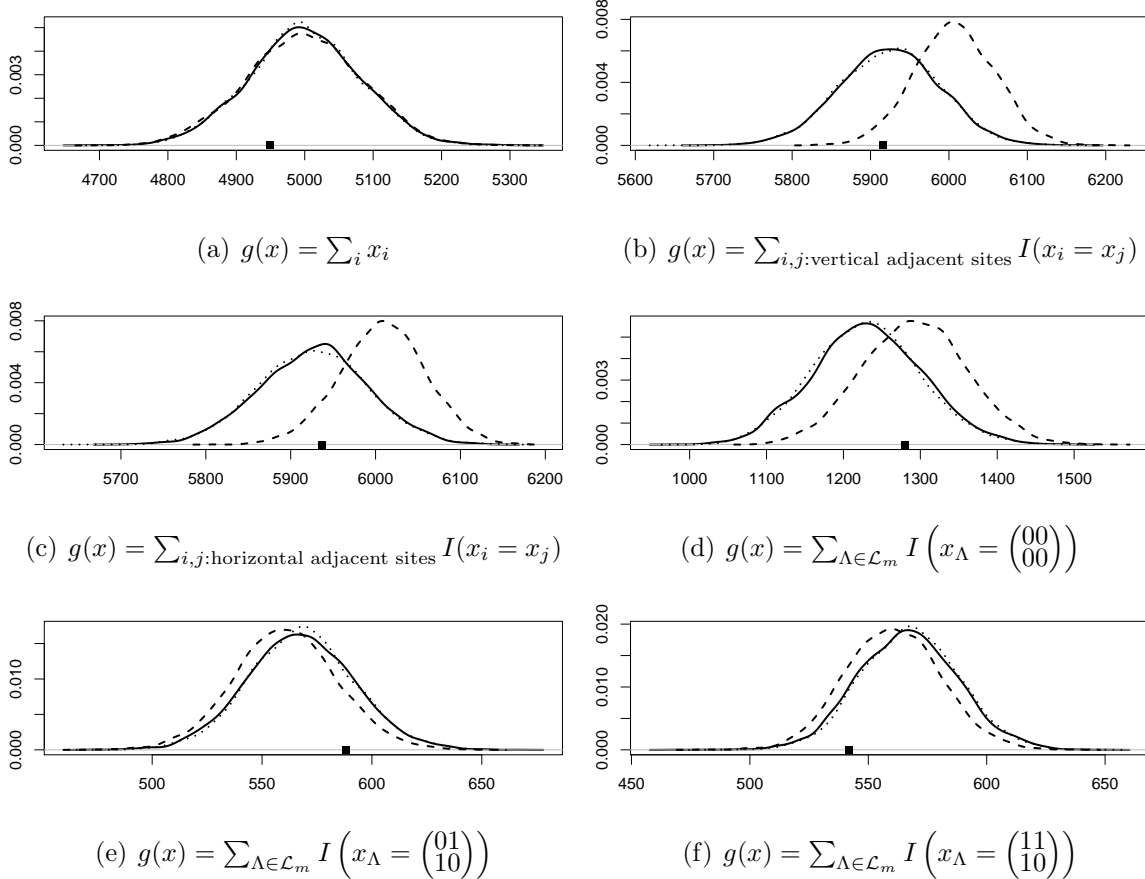 0.000 0.003
4700 4800 4900 5000 5100 5200 5300
(a) g(x) = ∑_i x_i
0.000 0.004 0.008
5600 5700 5800 5900 6000 6100 6200
(b) g(x) = ∑_{i,j:vertical adjacent sites} I(x_i = x_j)
0.000 0.004 0.008
5700 5800 5900 6000 6100 6200
(c) g(x) = ∑_{i,j:horizontal adjacent sites} I(x_i = x_j)
0.000 0.003
1000 1100 1200 1300 1400 1500
(d) g(x) = ∑_{Λ∈ℒ_m} I (x_Λ = (00 00))
0.000 0.010
500 550 600 650
(e) g(x) = ∑_{Λ∈ℒ_m} I (x_Λ = (01 10))
0.000 0.010 0.020
450 500 550 600 650
(f) g(x) = ∑_{Λ∈ℒ_m} I (x_Λ = (11 10))